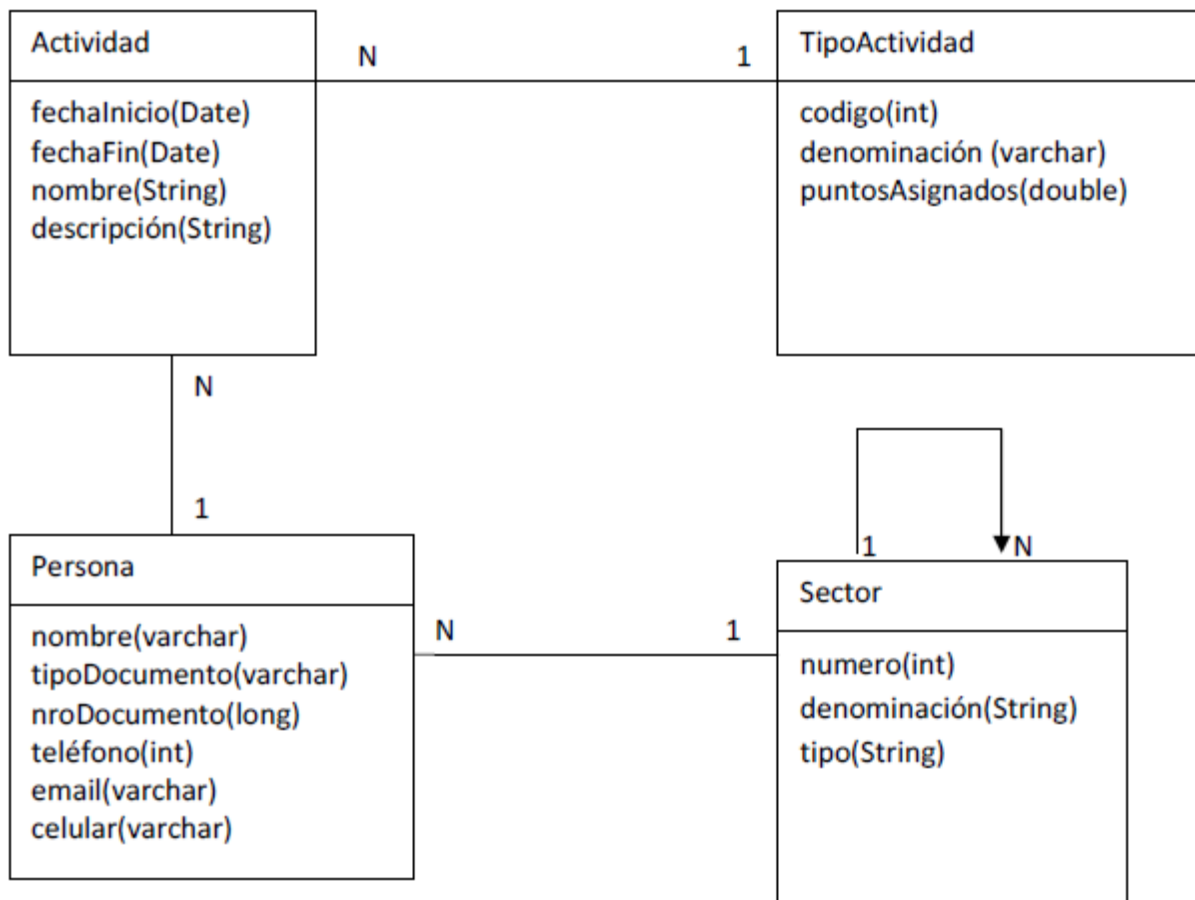 Actividad
fechaInicio(Date)
fechaFin(Date)
nombre(String)
descripción(String)
N
1
TipoActividad
codigo(int)
denominación (varchar)
puntosAsignados(double)
N
1
Persona
nombre(varchar)
tipoDocumento(varchar)
nroDocumento(long)
teléfono(int)
email(varchar)
celular(varchar)
N
1
1
N
Sector
numero(int)
denominación(String)
tipo(String)